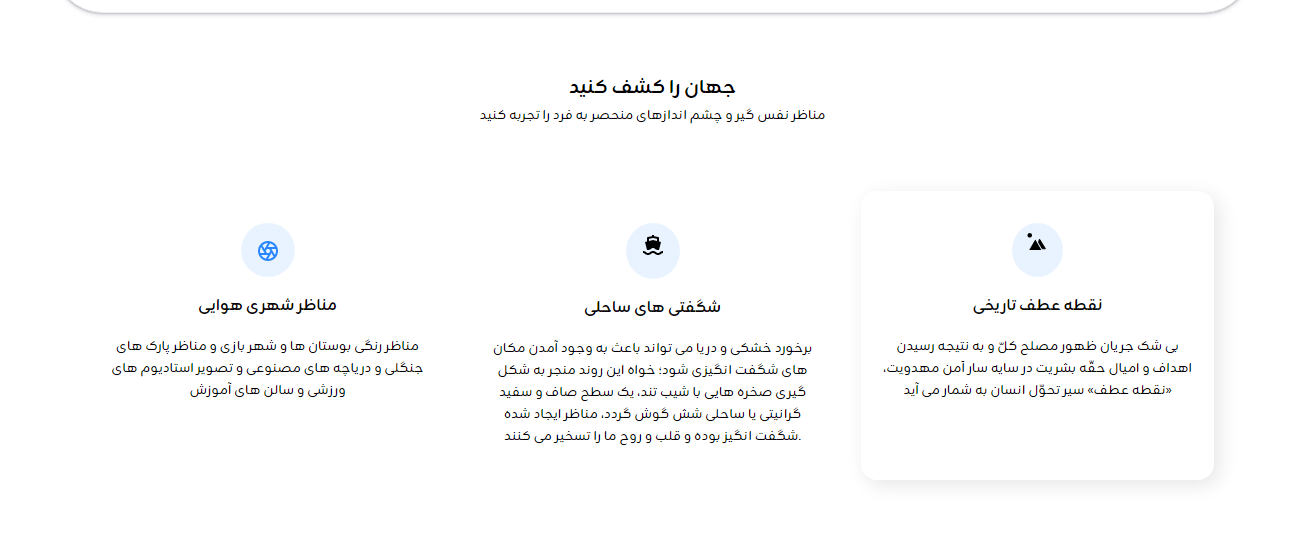 جهان را کشف کنید
مناظر نفس گیر و چشم اندازهای منحصر به فرد را تجربه کنید
نقطه عطف تاریخی
بی شک جریان ظهور مصلح کلّ و به نتیجه رسیدن
اهداف و امیال حقّه بشریت در سایه سار اَمن مهدویت،
«نقطه عطف» سیر تحوّل انسان به شمار می آید
شگفتی های ساحلی
برخورد خشکی و دریا می تواند باعث به وجود آمدن مکان
های شگفت انگیزی شود؛ خواه این روند منجر به شکل
گیری صخره هایی با شیب تند، یک سطح صاف و سفید
گرانیتی یا ساحلی شش گوش گردد، مناظر ایجاد شده
.شگفت انگیز بوده و قلب و روح ما را تسخیر می کنند
مناظر شهری هوایی
مناظر رنگی بوستان ها و شهر بازی و مناظر پارک های
جنگلی و دریاچه های مصنوعی و تصویر استادیوم های
ورزشی و سالن های آموزش